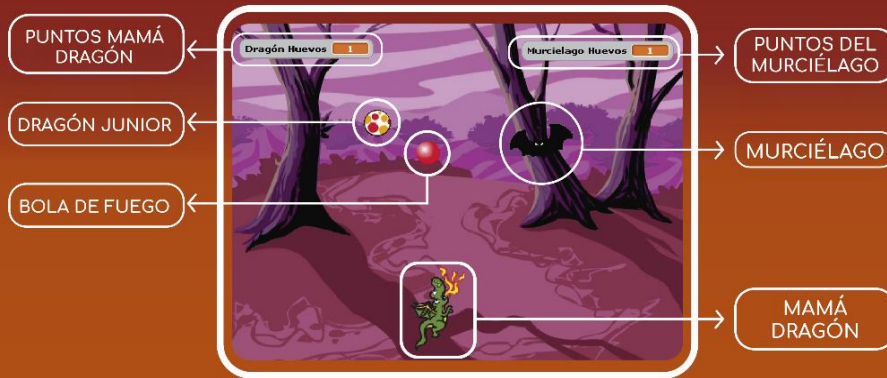 PUNTOS MAMÁ
DRAGÓN
DRAGÓN JUNIOR
BOLA DE FUEGO
Dragón Huevos 1
Murcielago Huevos 1
PUNTOS DEL
MURCIÉLAGO
MURCIÉLAGO
MAMÁ
DRAGÓN